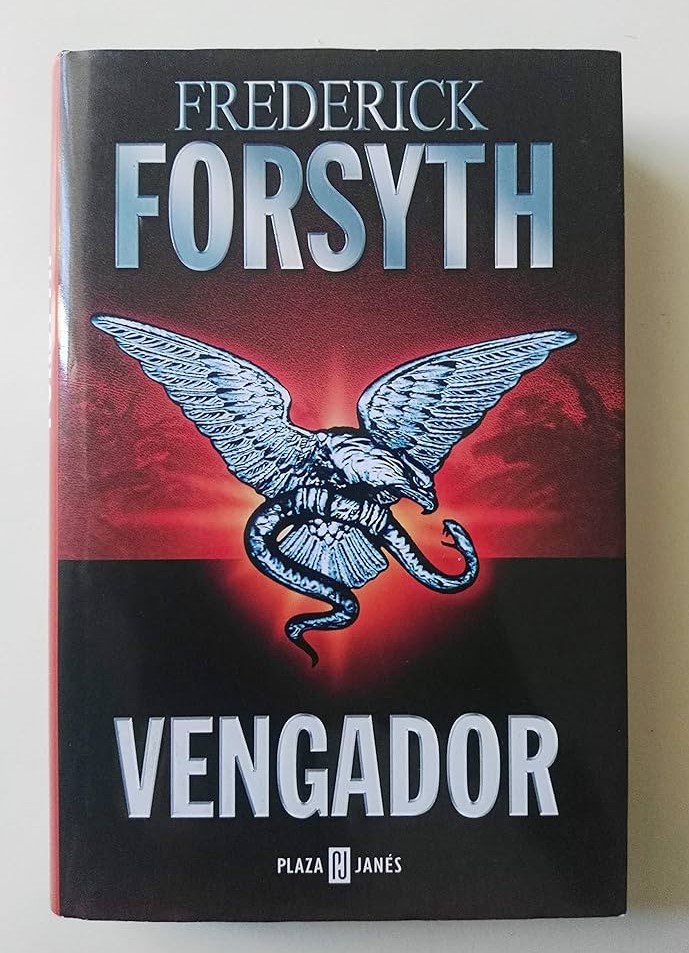 FREDERICK
FORSYTH
VENGADOR
PLAZA PJ JANÉS